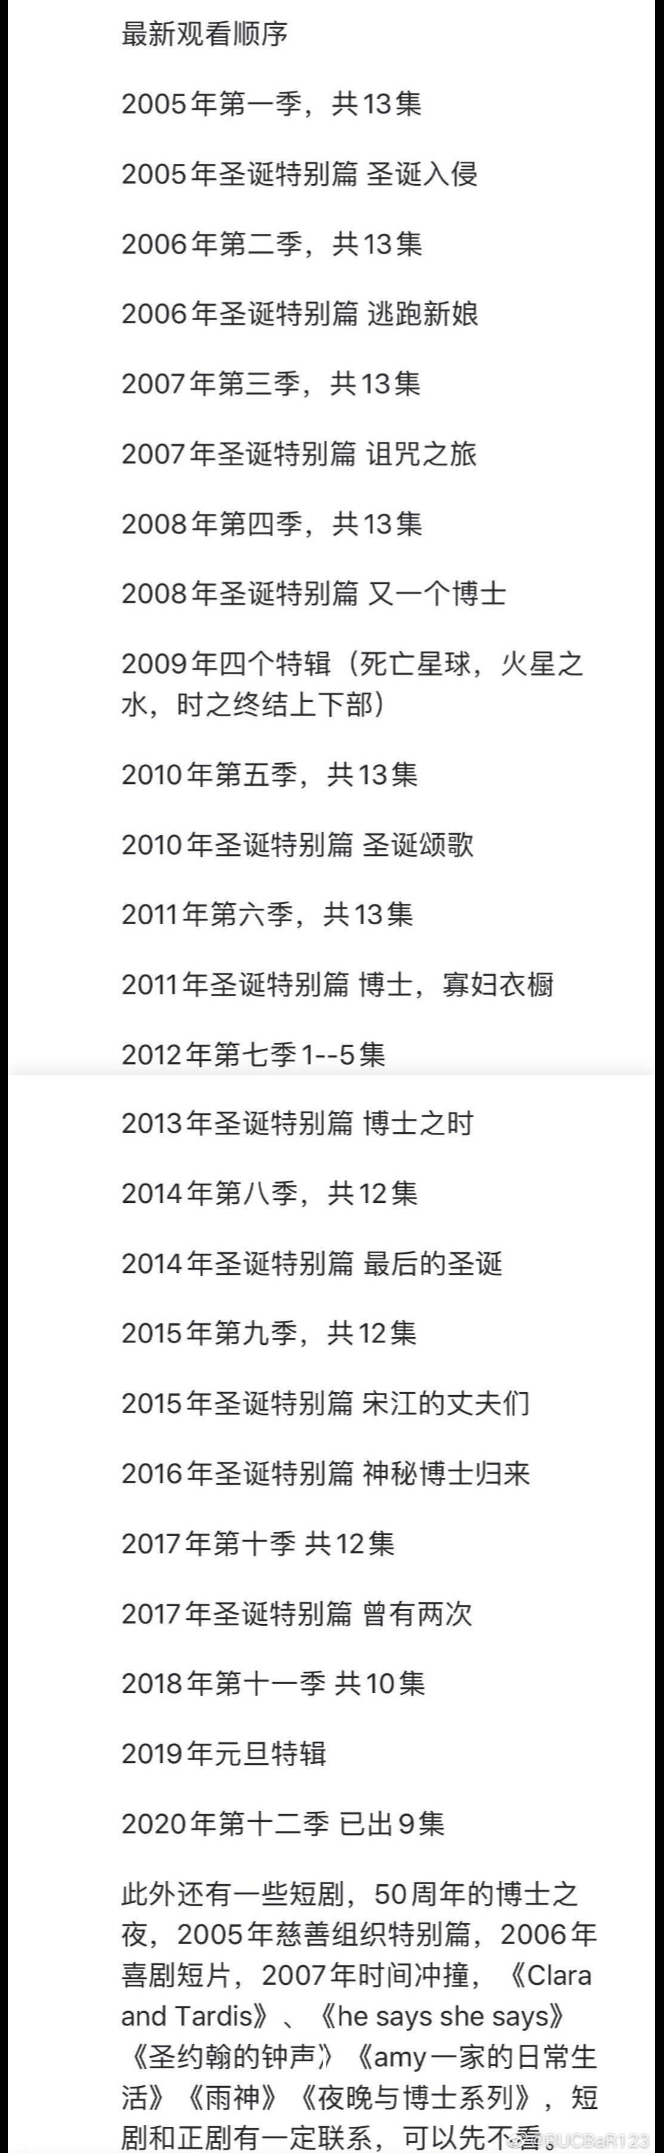 最新观看顺序
2005年第一季，共13集
2005年圣诞特别篇 圣诞入侵
2006年第二季，共13集
2006年圣诞特别篇 逃跑新娘
2007年第三季，共13集
2007年圣诞特别篇 诅咒之旅
2008年第四季，共13集
2008年圣诞特别篇 又一个博士
2009年四个特辑（死亡星球，火星之
水，时之终结上下部）
2010年第五季，共13集
2010年圣诞特别篇 圣诞颂歌
2011年第六季，共13集
2011年圣诞特别篇 博士，寡妇衣橱
2012年第七季1--5集
2013年圣诞特别篇 博士之时
2014年第八季，共12集
2014年圣诞特别篇 最后的圣诞
2015年第九季，共12集
2015年圣诞特别篇 宋江的丈夫们
2016年圣诞特别篇 神秘博士归来
2017年第十季 共12集
2017年圣诞特别篇 曾有两次
2018年第十一季 共10集
2019年元旦特辑
2020年第十二季 已出9集
此外还有一些短剧，50周年的博士之
夜，2005年慈善组织特别篇，2006年
喜剧短片，2007年时间冲撞，《Clara
and Tardis》、《he says she says》
《圣约翰的钟声》《amy一家的日常生
活》《雨神》《夜晚与博士系列》，短
剧和正剧有一定联系，可以先不看。
@BUCBaR123